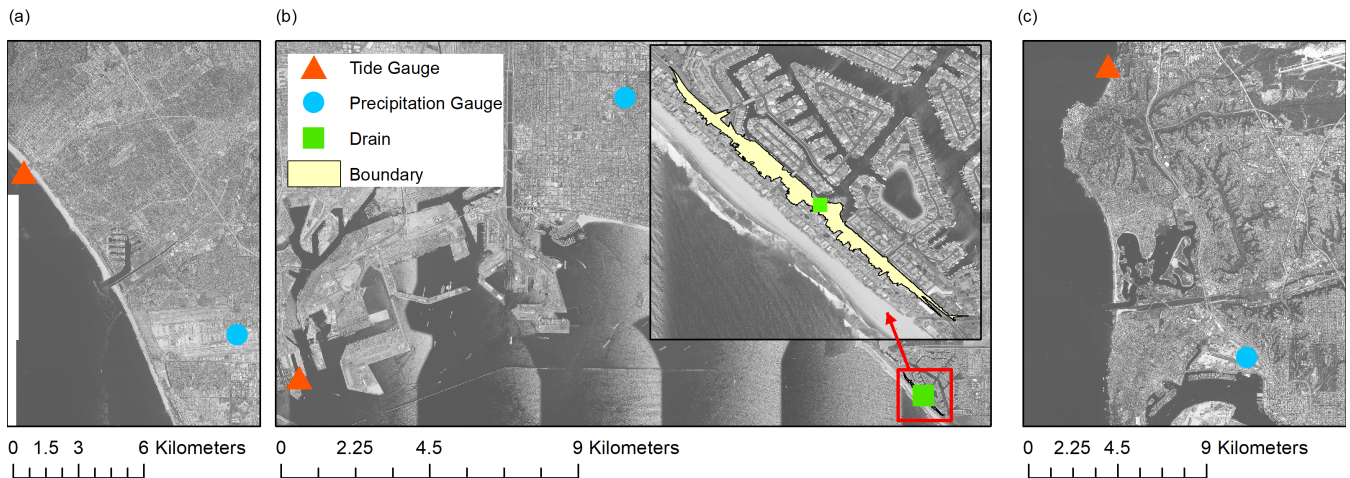 (a)
(b)
(c)
Tide Gauge
Precipitation Gauge
Drain
Boundary
0 1.5 3 6 Kilometers
0 2.25 4.5 9 Kilometers
0 2.25 4.5 9 Kilometers